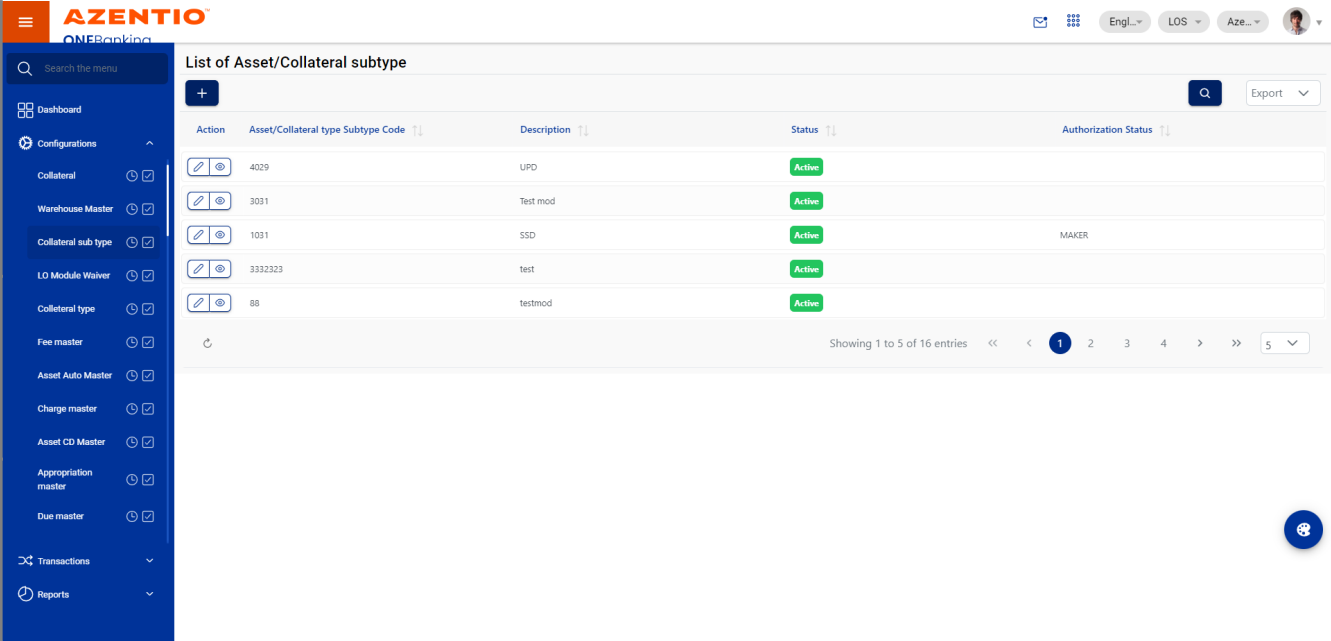 AZENTIO
ONEBanking
Engl...
LOS
Aze...
Search the menu
Dashboard
Configurations
Collateral
Warehouse Master
Collateral sub type
LO Module Waiver
Colleteral type
Fee master
Asset Auto Master
Charge master
Asset CD Master
Appropriation
master
Due master
Transactions
Reports
List of Asset/Collateral subtype
+
Export
Action Asset/Collateral type Subtype Code Description Status Authorization Status
4029 UPD Active
3031 Test mod Active
1031 SSD Active MAKER
3332323 test Active
88 testmod Active
Showing 1 to 5 of 16 entries << < 1 2 3 4 > >> 5